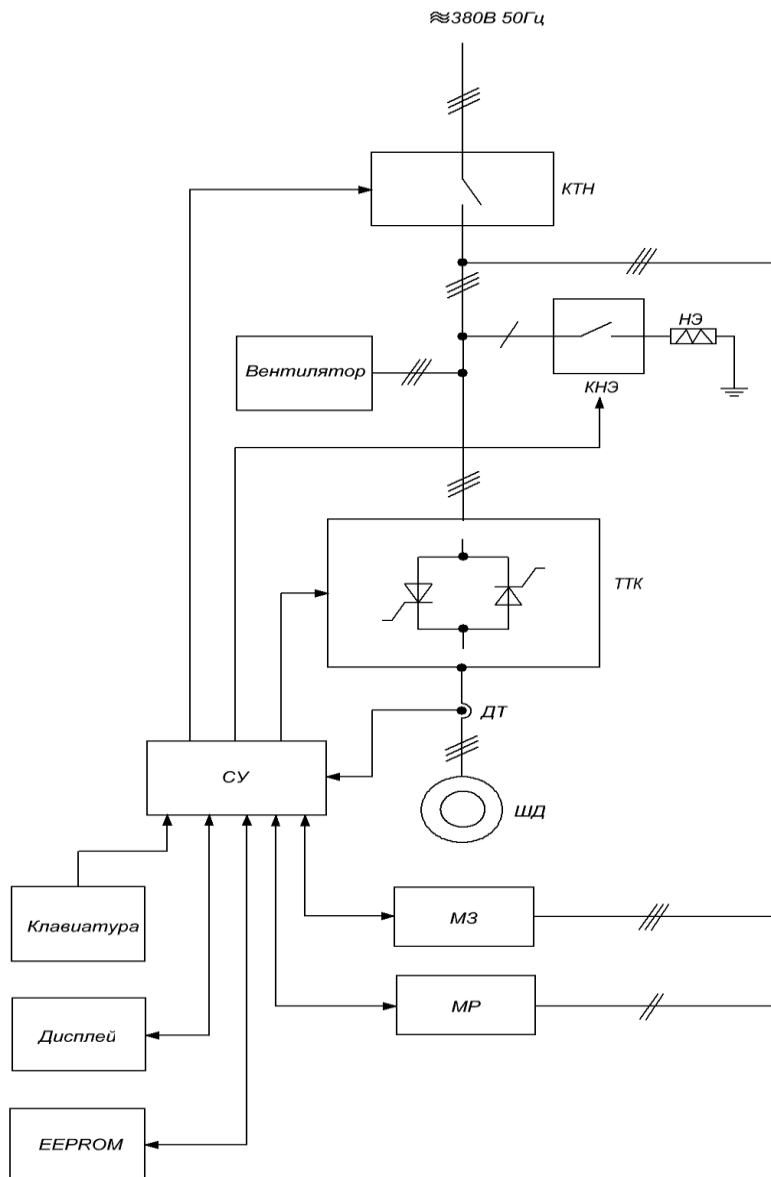 ≋380В 50Гц
КТН
НЭ
Вентилятор
КНЭ
ТТК
ДТ
СУ
ШД
Клавиатура
МЗ
МР
Дисплей
EEPROM